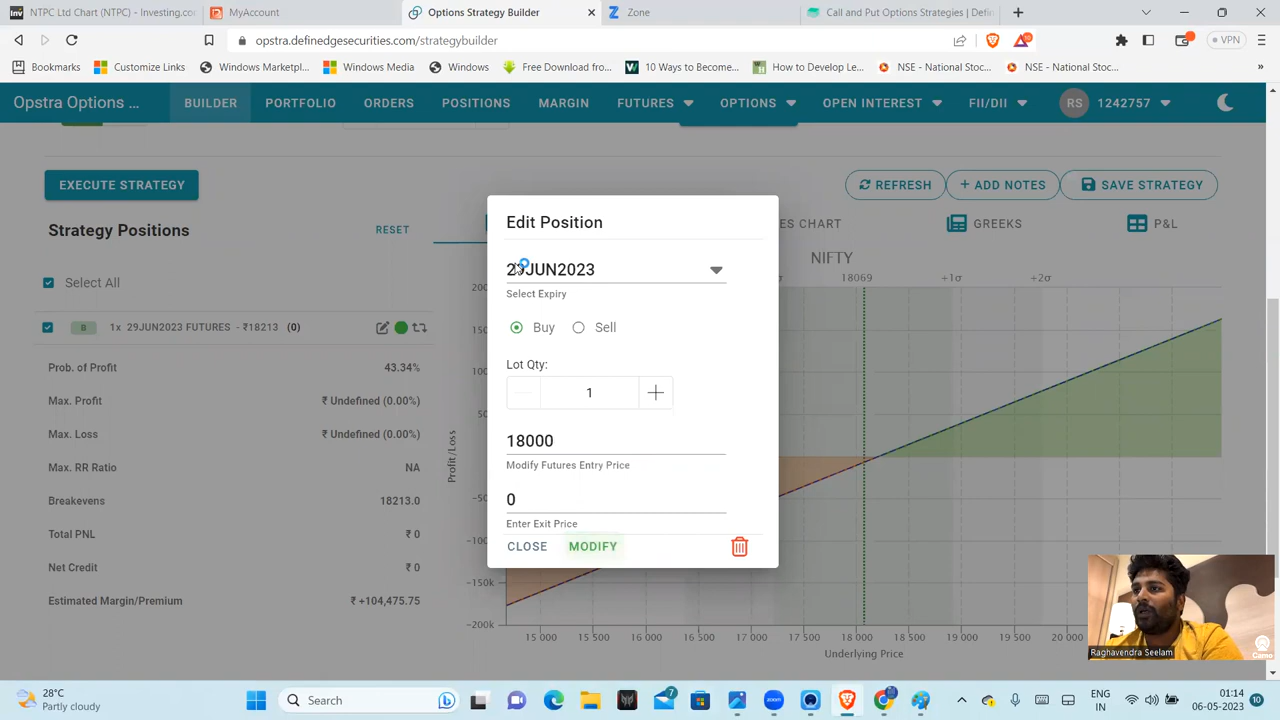 NTPC Ltd Chart (NTPC) - Investing.co
MyAccount
Options Strategy Builder
Zone
Call and Put Options Strategies | Defi
opstra.definedgesecurities.com/strategybuilder
10
VPN
Bookmarks
Customize Links
Windows Marketpl...
Windows Media
Windows
Free Download from...
10 Ways to Become...
How to Develop Le...
NSE - National Stoc...
NSE - National Stoc...
Opstra Options ...
BUILDER
PORTFOLIO
ORDERS
POSITIONS
MARGIN
FUTURES
OPTIONS
OPEN INTEREST
FII/DII
RS
1242757
EXECUTE STRATEGY
REFRESH
+ ADD NOTES
SAVE STRATEGY
Strategy Positions
RESET
ES CHART
GREEKS
P&L
Select All
B
1x 29JUN2023 FUTURES - ₹18213 (0)
Prob. of Profit 43.34%
Max. Profit ₹ Undefined (0.00%)
Max. Loss ₹ Undefined (0.00%)
Max. RR Ratio NA
Breakevens 18213.0
Total PNL ₹ 0
Net Credit ₹ 0
Estimated Margin/Premium ₹ +104,475.75
Edit Position
29JUN2023
Select Expiry
Buy
Sell
Lot Qty:
1
18000
Modify Futures Entry Price
0
Enter Exit Price
CLOSE
MODIFY
NIFTY
18069
+1σ
+2σ
Profit/Loss
-150k
-200k
15 000
15 500
16 000
16 500
17 000
17 500
18 000
18 500
19 000
19 500
20 000
Underlying Price
Raghavendra Seelam
Camo
28°C
Partly cloudy
Search
7
ENG
IN
01:14
06-05-2023
10